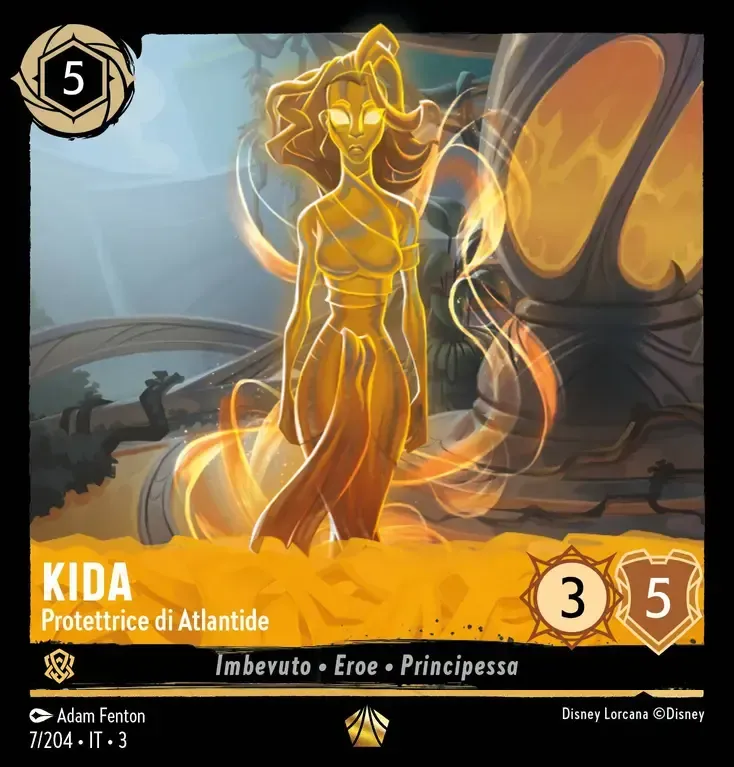 5
KIDA
Protettrice di Atlantide
3
5
Imbevuto • Eroe • Principessa
Adam Fenton
Disney Lorcana ©Disney
7/204 • IT • 3